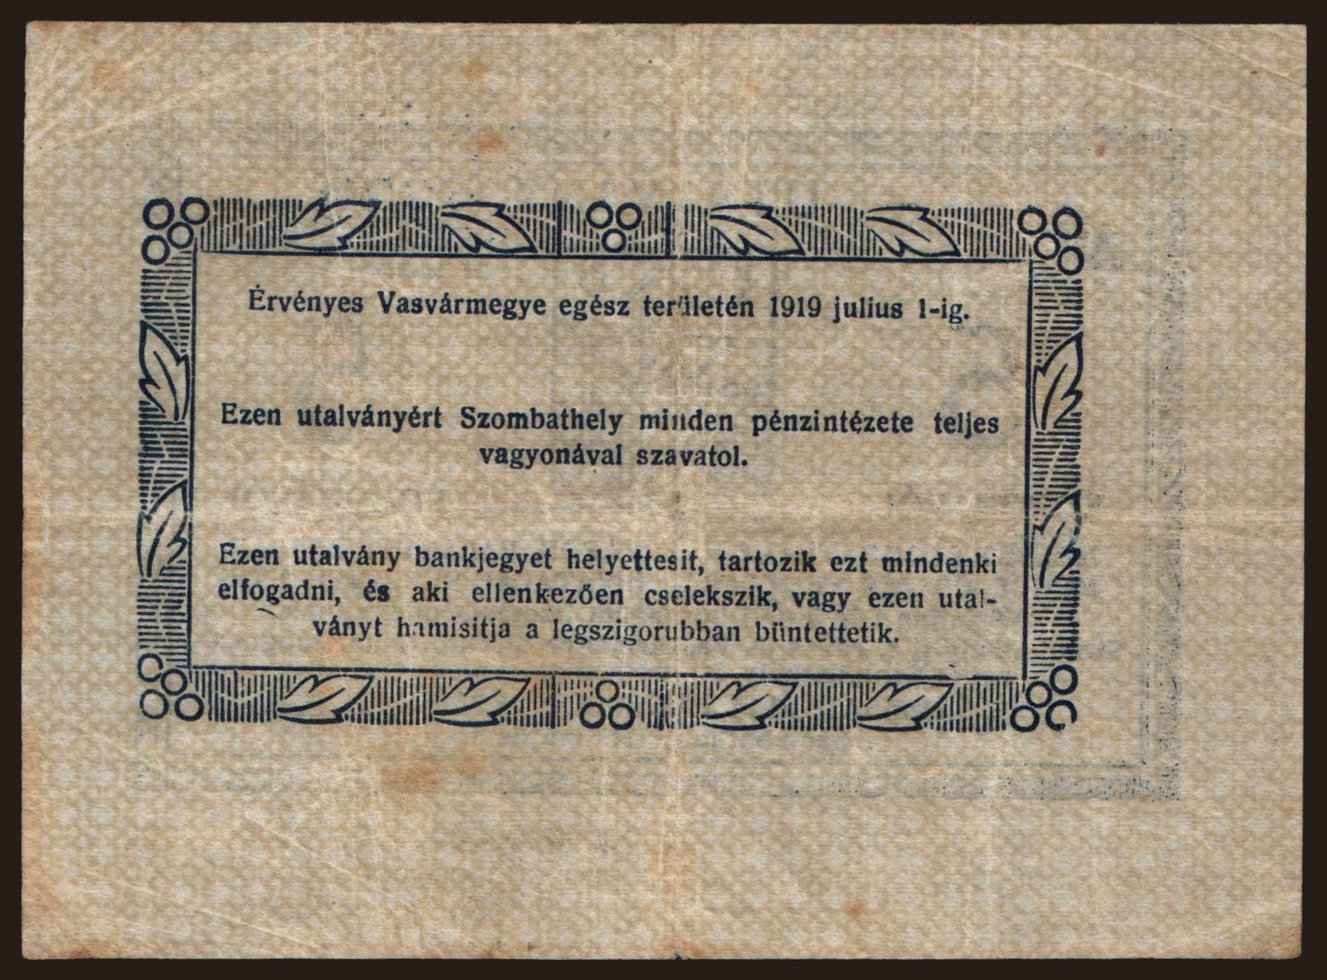 Érvényes Vasvármegye egész területén 1919 julius 1-ig.
Ezen utalványért Szombathely minden pénzintézete teljes
vagyonával szavatol.
Ezen utalvány bankjegyet helyettesit, tartozik ezt mindenki
elfogadni, és aki ellenkezően cselekszik, vagy ezen utal-
ványt hamisitja a legszigorubban büntettetik.